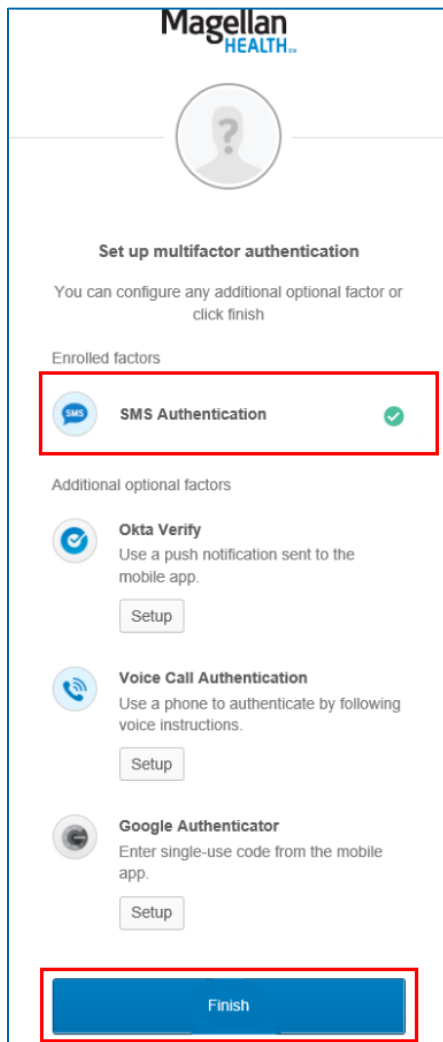 Magellan
HEALTH℠
Set up multifactor authentication
You can configure any additional optional factor or
click finish
Enrolled factors
SMS
SMS Authentication
Additional optional factors
Okta Verify
Use a push notification sent to the
mobile app.
Setup
Voice Call Authentication
Use a phone to authenticate by following
voice instructions.
Setup
Google Authenticator
Enter single-use code from the mobile
app.
Setup
Finish